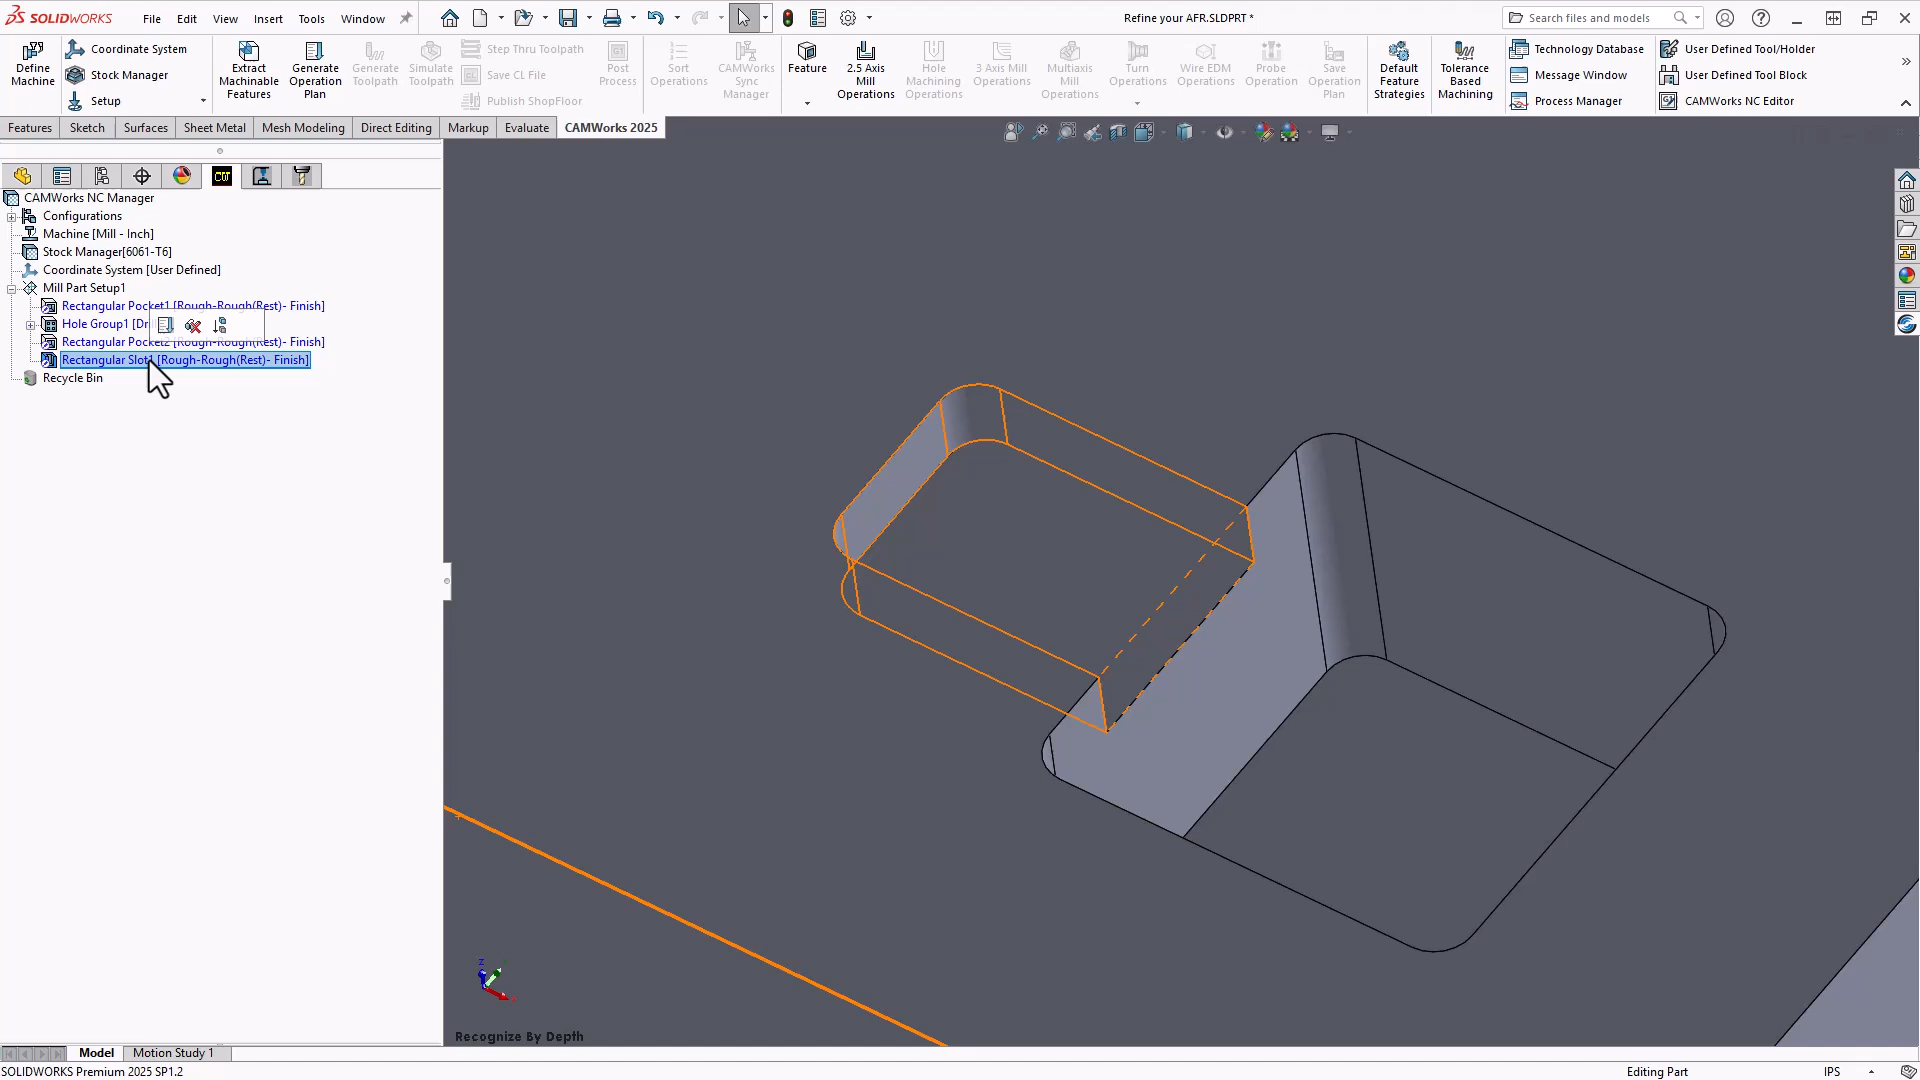 SOLIDWORKS
File
Edit
View
Insert
Tools
Window
Refine your AFR.SLDPRT *
Search files and models
Define Machine
Coordinate System
Stock Manager
Setup
Extract Machinable Features
Generate Operation Plan
Generate Toolpath
Simulate Toolpath
Step Thru Toolpath
Save CL File
Publish ShopFloor
Post Process
Sort Operations
CAMWorks Sync Manager
Feature
2.5 Axis Mill Operations
Hole Machining Operations
3 Axis Mill Operations
Multiaxis Mill Operations
Turn Operations
Wire EDM Operations
Probe Operation
Save Operation Plan
Default Feature Strategies
Tolerance Based Machining
Technology Database
Message Window
Process Manager
User Defined Tool/Holder
User Defined Tool Block
CAMWorks NC Editor
Features
Sketch
Surfaces
Sheet Metal
Mesh Modeling
Direct Editing
Markup
Evaluate
CAMWorks 2025
CAMWorks NC Manager
Configurations
Machine [Mill - Inch]
Stock Manager[6061-T6]
Coordinate System [User Defined]
Mill Part Setup1
Rectangular Pocket1 [Rough-Rough(Rest)- Finish]
Hole Group1 [Dri
Rectangular Pocket2 [Rough-Rough(Rest)- Finish]
Rectangular Slot1 [Rough-Rough(Rest)- Finish]
Recycle Bin
Z
Recognize By Depth
Model
Motion Study 1
SOLIDWORKS Premium 2025 SP1.2
Editing Part
IPS